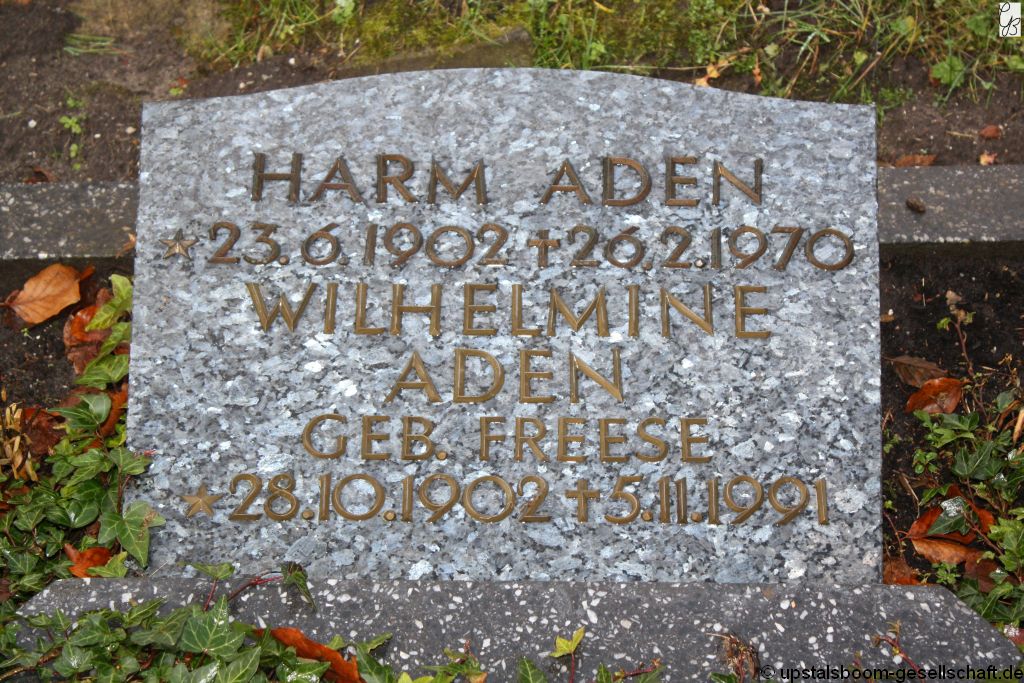 HARM ADEN
★ 23.6.1902 ✝ 26.2.1970
WILHELMINE
ADEN
GEB. FREESE
★ 28.10.1902 ✝ 5.11.1991
© upstalsboom-gesellschaft.de